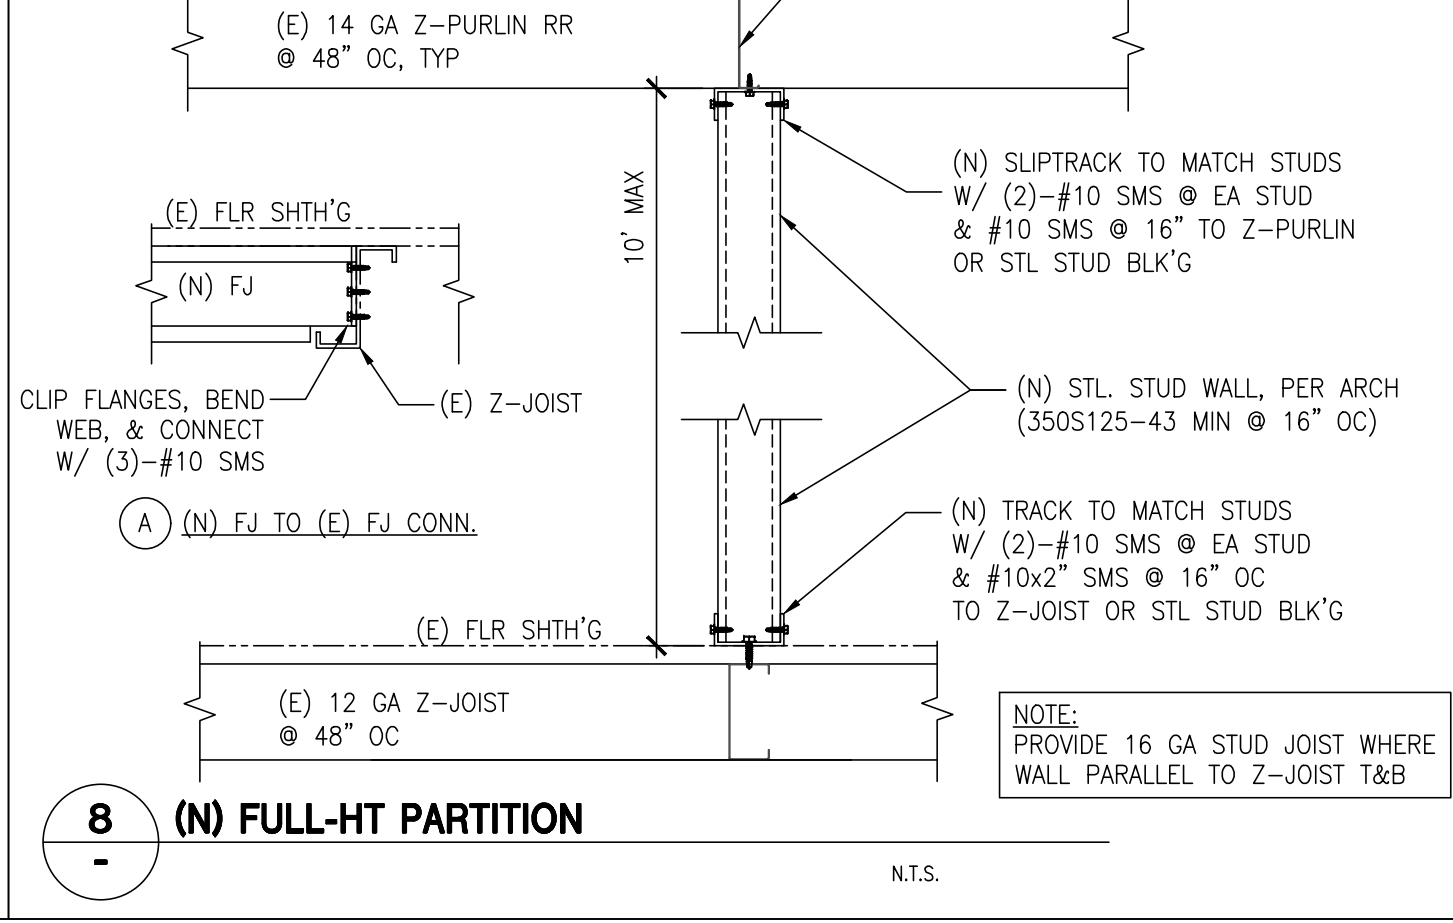 (E) 14 GA Z-PURLIN RR
@ 48" OC, TYP
10' MAX
(N) SLIPTRACK TO MATCH STUDS
W/ (2)-#10 SMS @ EA STUD
& #10 SMS @ 16" TO Z-PURLIN
OR STL STUD BLK'G
(E) FLR SHTH'G
(N) FJ
CLIP FLANGES, BEND
WEB, & CONNECT
W/ (3)-#10 SMS
(E) Z-JOIST
A
(N) FJ TO (E) FJ CONN.
(N) STL. STUD WALL, PER ARCH
(350S125-43 MIN @ 16" OC)
(N) TRACK TO MATCH STUDS
W/ (2)-#10 SMS @ EA STUD
& #10x2" SMS @ 16" OC
TO Z-JOIST OR STL STUD BLK'G
(E) FLR SHTH'G
(E) 12 GA Z-JOIST
@ 48" OC
NOTE:
PROVIDE 16 GA STUD JOIST WHERE
WALL PARALLEL TO Z-JOIST T&B
8
-
(N) FULL-HT PARTITION
N.T.S.